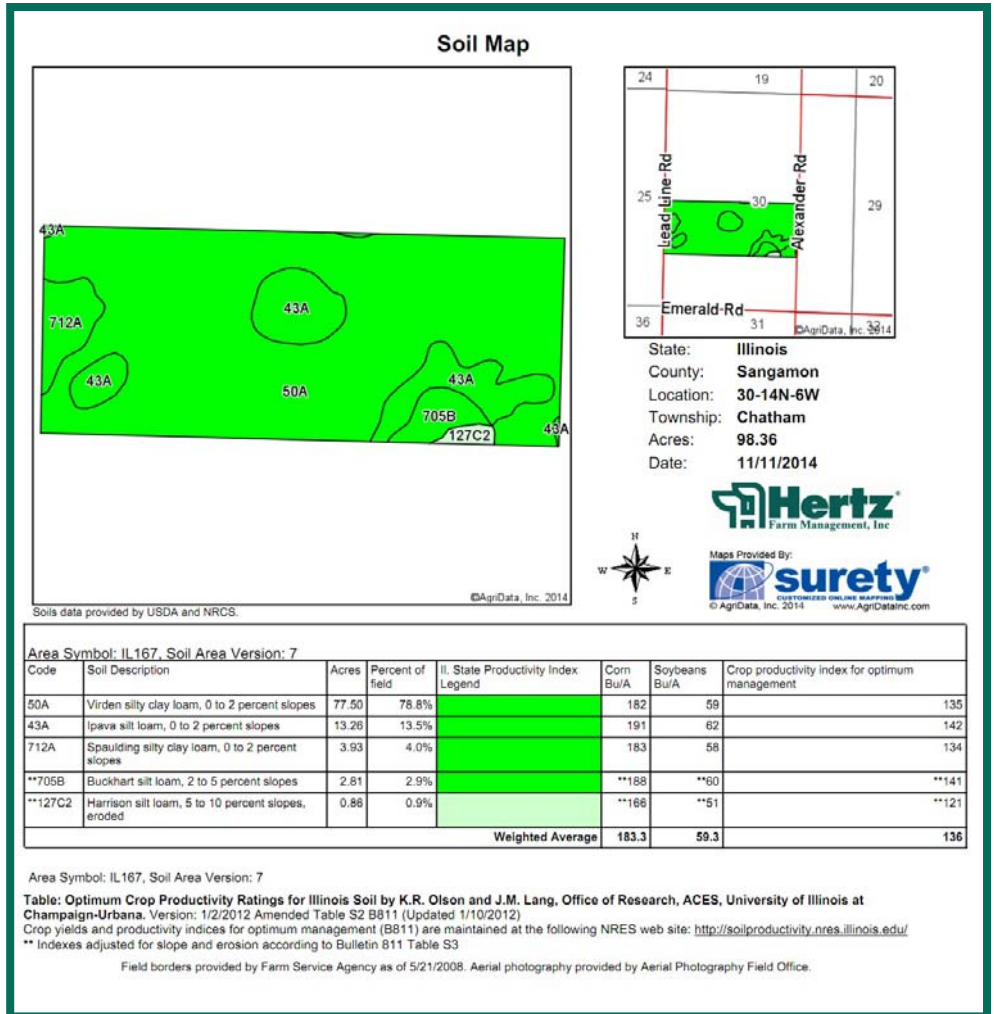 Soil Map
43A
712A
43A
43A
50A
43A
705B
127C2
43A
©AgriData, Inc. 2014
Soils data provided by USDA and NRCS.
24 19 20
Lead-Line-Rd
Alexander-Rd
25 30 29
Emerald-Rd
36 31
©AgriData, Inc. 2014
State: Illinois
County: Sangamon
Location: 30-14N-6W
Township: Chatham
Acres: 98.36
Date: 11/11/2014
Hertz
Farm Management, Inc
N
W E
S
Maps Provided By:
surety®
CUSTOMIZED ONLINE MAPPING
© AgriData, Inc. 2014 www.AgriDataInc.com
Area Symbol: IL167, Soil Area Version: 7
Code Soil Description Acres Percent of field II. State Productivity Index Legend Corn Bu/A Soybeans Bu/A Crop productivity index for optimum management
50A Virden silty clay loam, 0 to 2 percent slopes 77.50 78.8% 182 59 135
43A Ipava silt loam, 0 to 2 percent slopes 13.26 13.5% 191 62 142
712A Spaulding silty clay loam, 0 to 2 percent slopes 3.93 4.0% 183 58 134
**705B Buckhart silt loam, 2 to 5 percent slopes 2.81 2.9% **188 **60 **141
**127C2 Harrison silt loam, 5 to 10 percent slopes, eroded 0.86 0.9% **166 **51 **121
Weighted Average 183.3 59.3 136
Area Symbol: IL167, Soil Area Version: 7
Table: Optimum Crop Productivity Ratings for Illinois Soil by K.R. Olson and J.M. Lang, Office of Research, ACES, University of Illinois at
Champaign-Urbana. Version: 1/2/2012 Amended Table S2 B811 (Updated 1/10/2012)
Crop yields and productivity indices for optimum management (B811) are maintained at the following NRES web site: http://soilproductivity.nres.illinois.edu/
** Indexes adjusted for slope and erosion according to Bulletin 811 Table S3
Field borders provided by Farm Service Agency as of 5/21/2008. Aerial photography provided by Aerial Photography Field Office.